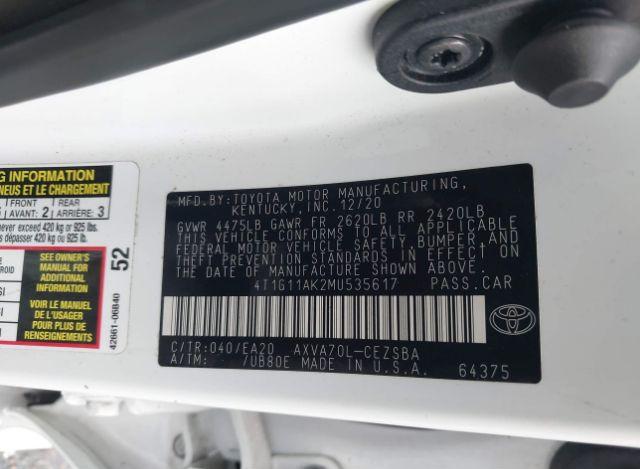 NG INFORMATION
NEUS ET LE CHARGEMENT
FRONT
REAR
AVANT: 2
ARRIÈRE: 3
never exceed 420 kg or 925 lbs.
dépasser 420 kg ou 925 lb.
SEE OWNER'S
MANUAL FOR
ADDITIONAL
INFORMATION
VOIR LE MANUEL
DE L'USAGER
POUR PLUS DE
RENSEIGNEMENTS
52
42661-06B40
MFD.BY:TOYOTA MOTOR MANUFACTURING,
KENTUCKY, INC. 12/20
GVWR 4475LB GAWR FR 2620LB RR 2420LB
THIS VEHICLE CONFORMS TO ALL APPLICABLE
FEDERAL MOTOR VEHICLE SAFETY, BUMPER, AND
THEFT PREVENTION STANDARDS IN EFFECT ON
THE DATE OF MANUFACTURE SHOWN ABOVE.
4T1G11AK2MU535617 PASS.CAR
C/TR:040/EA20 AXVA70L-CEZSBA
A/TM: /UB80E MADE IN U.S.A.
64375
TOYOTA